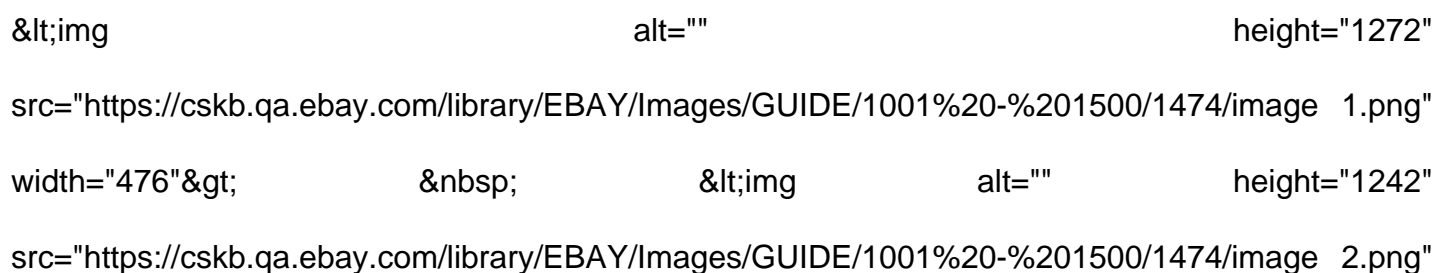 &lt;img alt="" height="1272"
src="https://cskb.qa.ebay.com/library/EBAY/Images/GUIDE/1001%20-%201500/1474/image 1.png"
width="476"&gt; &nbsp; &lt;img alt="" height="1242"
src="https://cskb.qa.ebay.com/library/EBAY/Images/GUIDE/1001%20-%201500/1474/image 2.png"